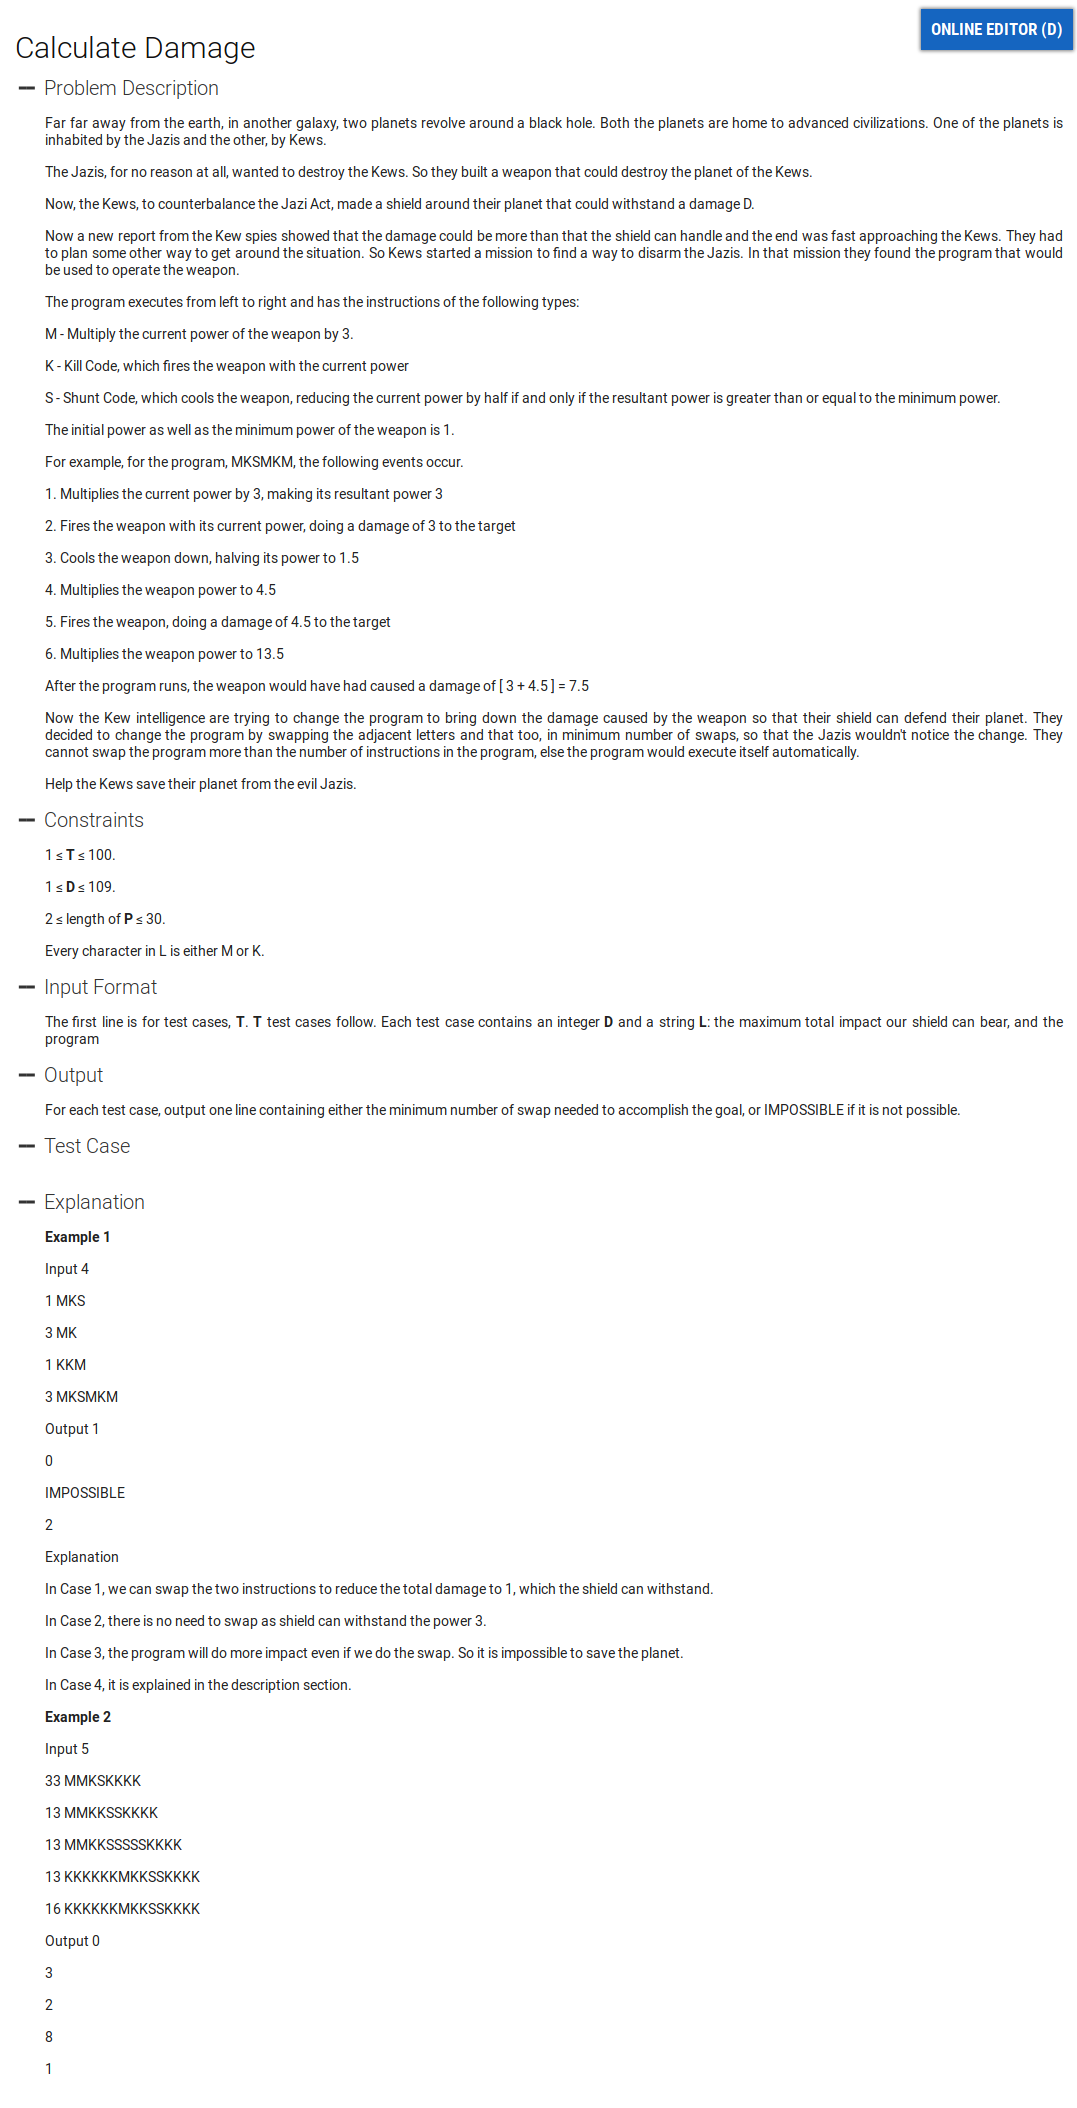 ONLINE EDITOR (D)
Calculate Damage
Problem Description
Far far away from the earth, in another galaxy, two planets revolve around a black hole. Both the planets are home to advanced civilizations. One of the planets is
inhabited by the Jazis and the other, by Kews.
The Jazis, for no reason at all, wanted to destroy the Kews. So they built a weapon that could destroy the planet of the Kews.
Now, the Kews, to counterbalance the Jazi Act, made a shield around their planet that could withstand a damage D.
Now a new report from the Kew spies showed that the damage could be more than that the shield can handle and the end was fast approaching the Kews. They had
to plan some other way to get around the situation. So Kews started a mission to find a way to disarm the Jazis. In that mission they found the program that would
be used to operate the weapon.
The program executes from left to right and has the instructions of the following types:
M - Multiply the current power of the weapon by 3.
K - Kill Code, which fires the weapon with the current power
S - Shunt Code, which cools the weapon, reducing the current power by half if and only if the resultant power is greater than or equal to the minimum power.
The initial power as well as the minimum power of the weapon is 1.
For example, for the program, MKSMKM, the following events occur.
1. Multiplies the current power by 3, making its resultant power 3
2. Fires the weapon with its current power, doing a damage of 3 to the target
3. Cools the weapon down, halving its power to 1.5
4. Multiplies the weapon power to 4.5
5. Fires the weapon, doing a damage of 4.5 to the target
6. Multiplies the weapon power to 13.5
After the program runs, the weapon would have had caused a damage of [ 3 + 4.5 ] = 7.5
Now the Kew intelligence are trying to change the program to bring down the damage caused by the weapon so that their shield can defend their planet. They
decided to change the program by swapping the adjacent letters and that too, in minimum number of swaps, so that the Jazis wouldn't notice the change. They
cannot swap the program more than the number of instructions in the program, else the program would execute itself automatically.
Help the Kews save their planet from the evil Jazis.
Constraints
1 ≤ T ≤ 100.
1 ≤ D ≤ 109.
2 ≤ length of P ≤ 30.
Every character in L is either M or K.
Input Format
The first line is for test cases, T. T test cases follow. Each test case contains an integer D and a string L: the maximum total impact our shield can bear, and the
program
Output
For each test case, output one line containing either the minimum number of swap needed to accomplish the goal, or IMPOSSIBLE if it is not possible.
Test Case
Explanation
Example 1
Input 4
1 MKS
3 MK
1 KKM
3 MKSMKM
Output 1
0
IMPOSSIBLE
2
Explanation
In Case 1, we can swap the two instructions to reduce the total damage to 1, which the shield can withstand.
In Case 2, there is no need to swap as shield can withstand the power 3.
In Case 3, the program will do more impact even if we do the swap. So it is impossible to save the planet.
In Case 4, it is explained in the description section.
Example 2
Input 5
33 MMKSKKKK
13 MMKKSSKKKK
13 MMKKSSSSSKKKK
13 KKKKKKMKKSSKKKK
16 KKKKKKMKKSSKKKK
Output 0
3
2
8
1